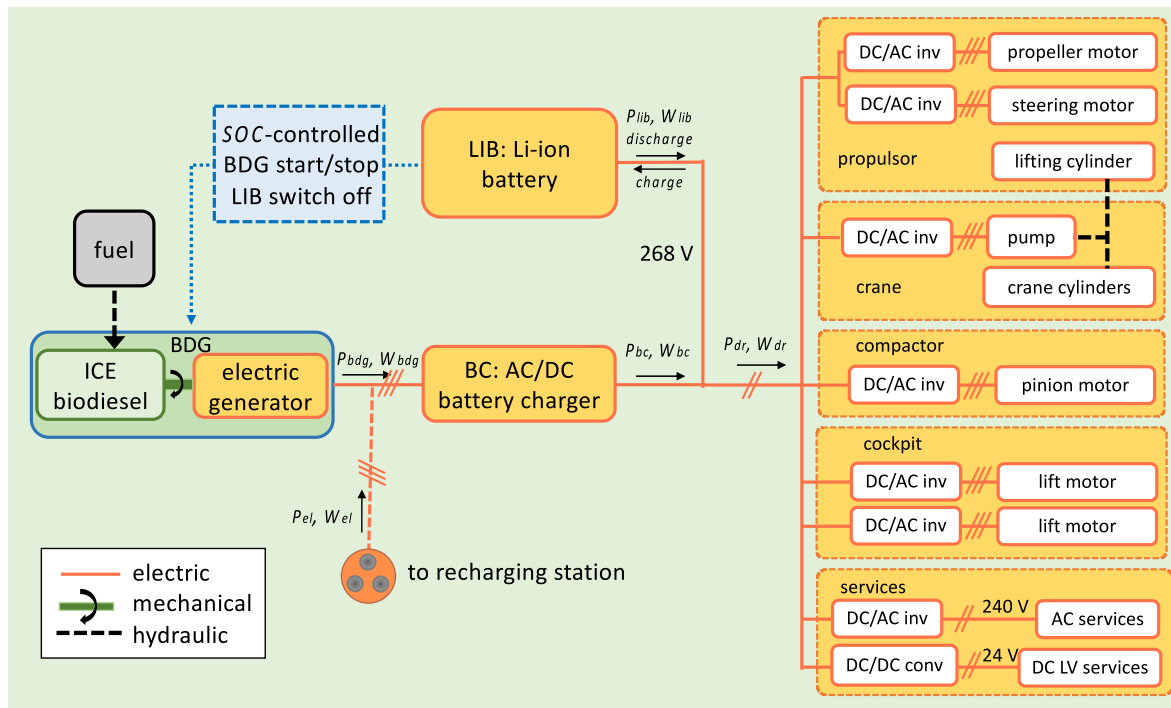 SOC-controlled
BDG start/stop
LIB switch off
LIB: Li-ion
battery
Plib, Wlib
discharge
charge
268 V
fuel
BDG
ICE
biodiesel
electric
generator
Pbdg, Wbdg
BC: AC/DC
battery charger
Pbc, Wbc
Pdr, Wdr
Pel, Wel
to recharging station
electric
mechanical
hydraulic
DC/AC inv
propeller motor
DC/AC inv
steering motor
propulsor
lifting cylinder
DC/AC inv
pump
crane
crane cylinders
compactor
DC/AC inv
pinion motor
cockpit
DC/AC inv
lift motor
DC/AC inv
lift motor
services
DC/AC inv
240 V
AC services
DC/DC conv
24 V
DC LV services